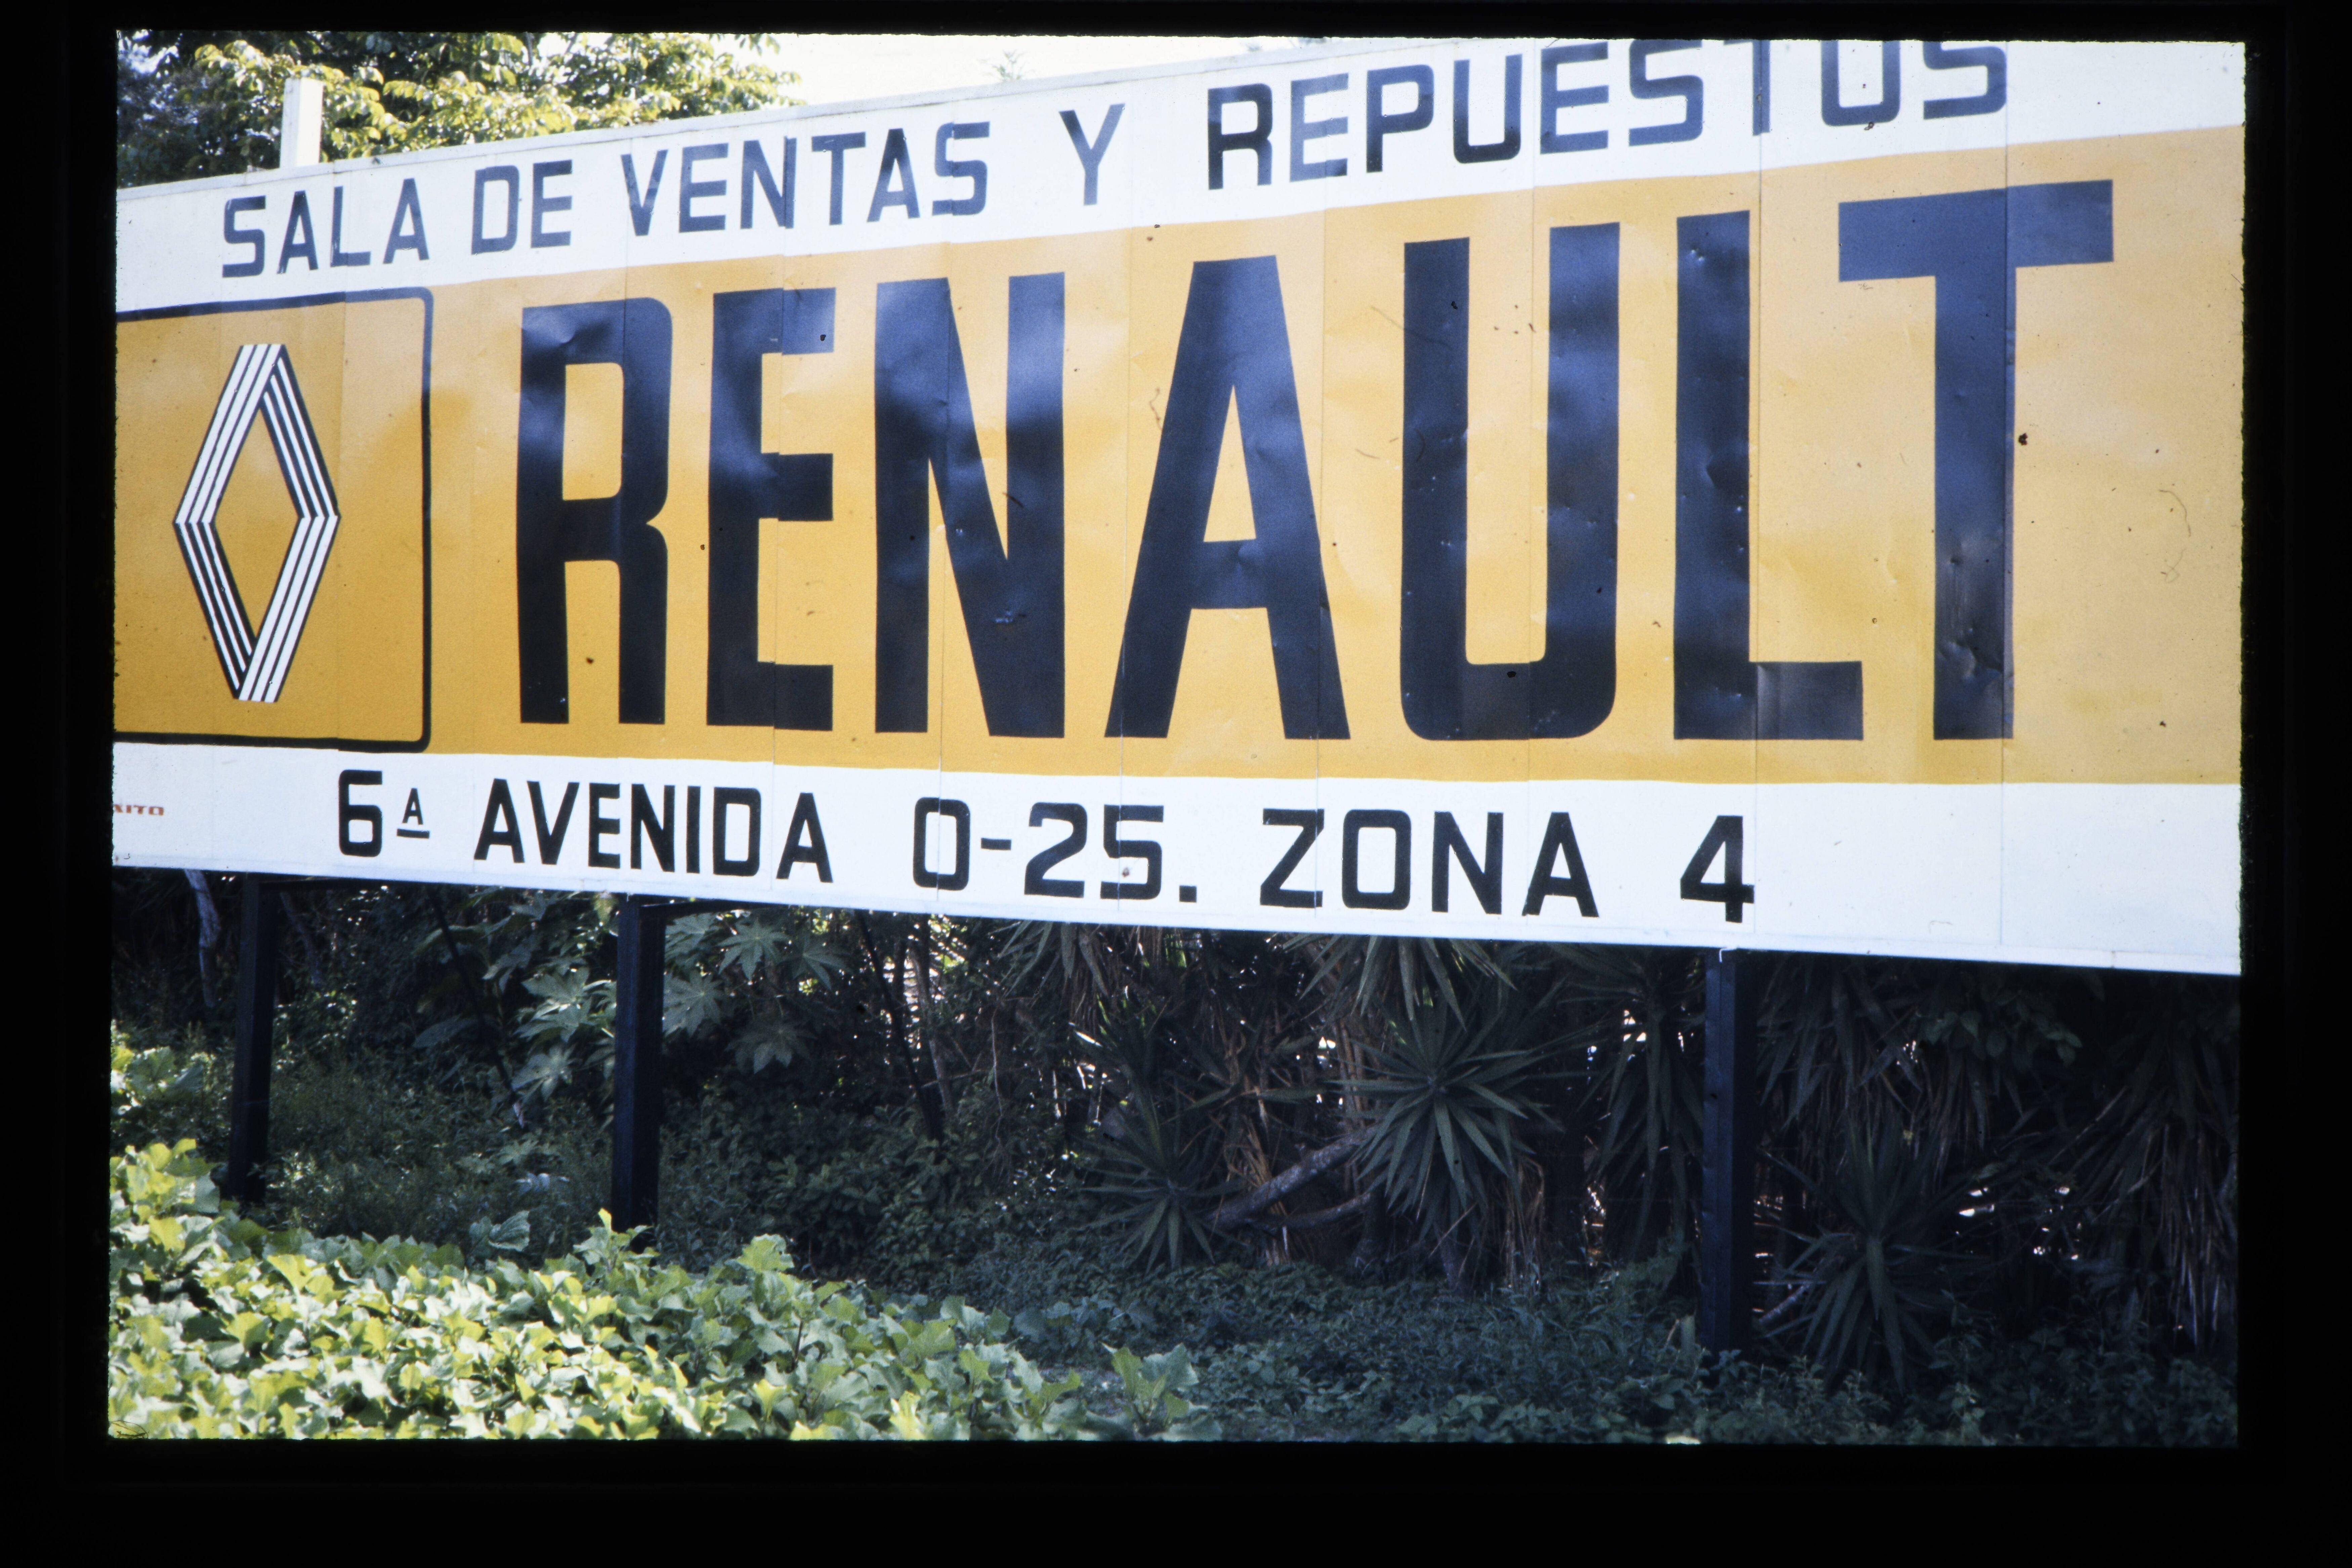 SALA DE VENTAS Y REPUESTOS
RENAULT
6ª AVENIDA 0-25. ZONA 4